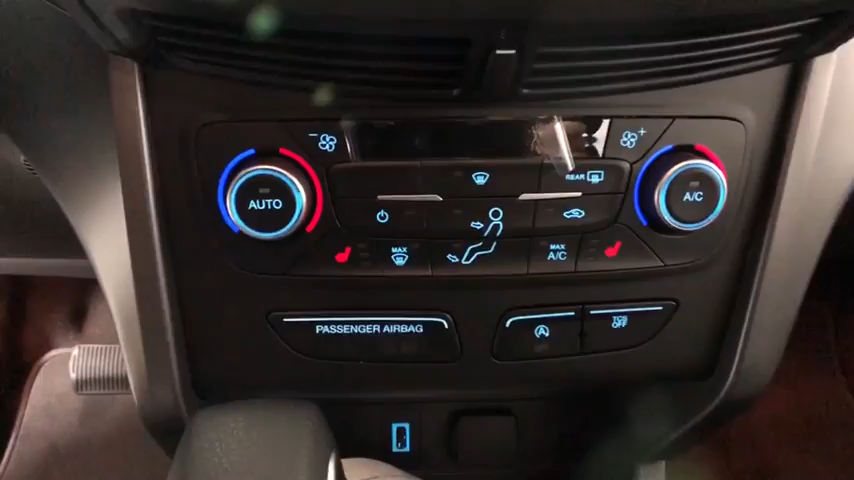 REAR
AUTO
A/C
MAX
MAX
A/C
PASSENGER AIRBAG
A
TCS
OFF